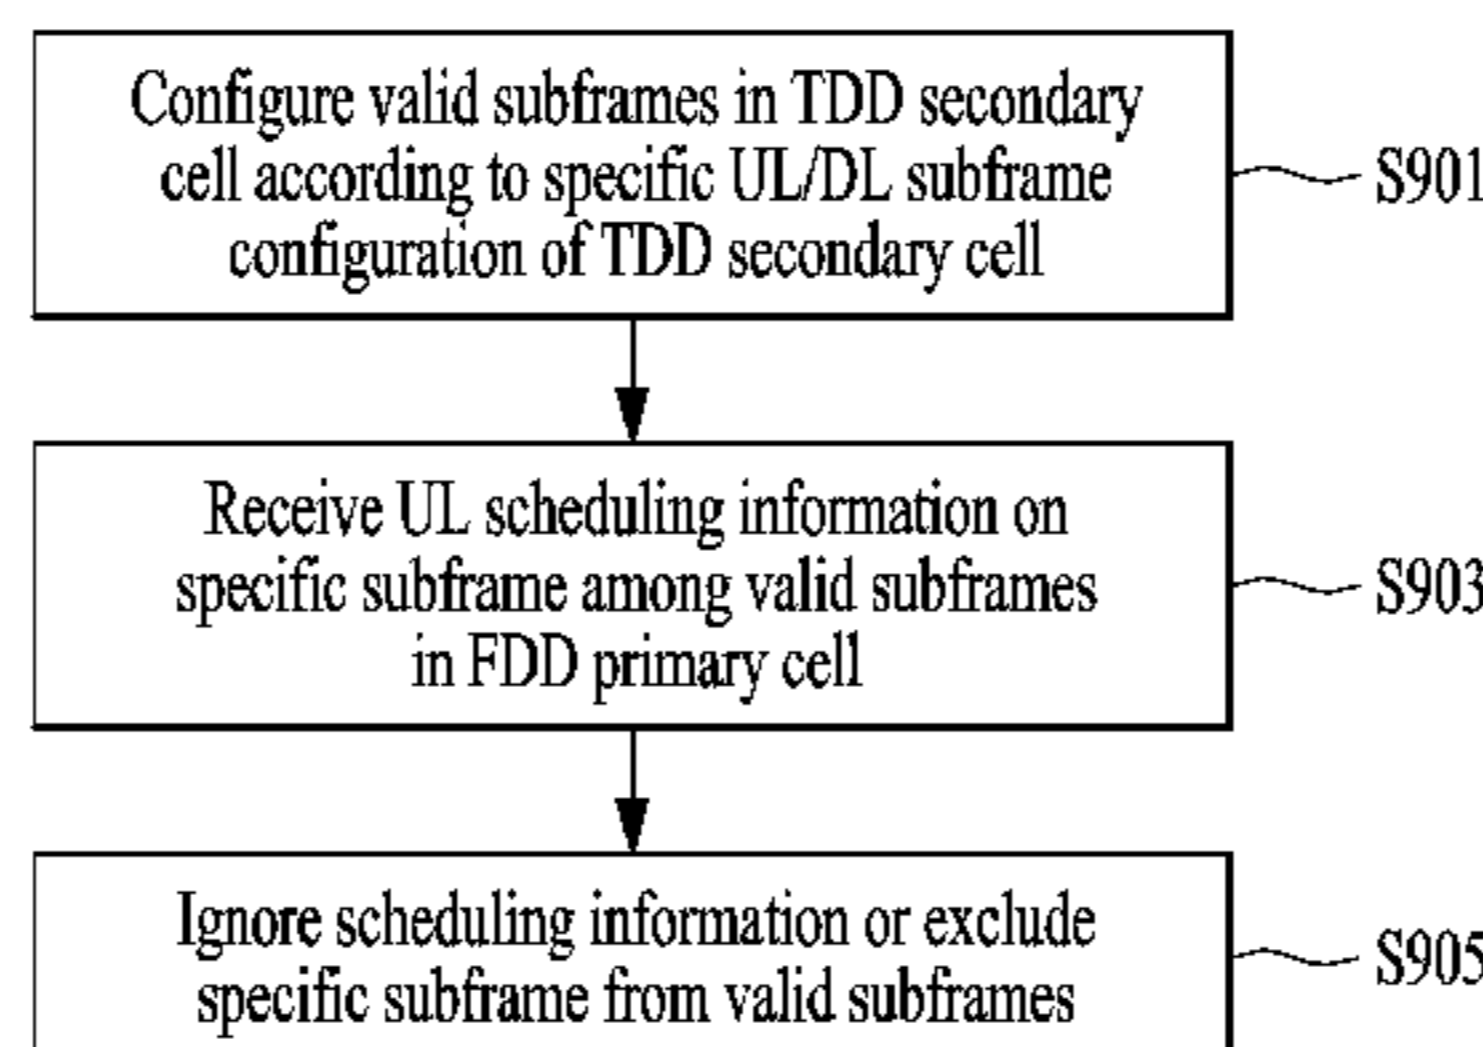 Configure valid subframes in TDD secondary
cell according to specific UL/DL subframe
configuration of TDD secondary cell
S901
Receive UL scheduling information on
specific subframe among valid subframes
in FDD primary cell
S903
Ignore scheduling information or exclude
specific subframe from valid subframes
S905